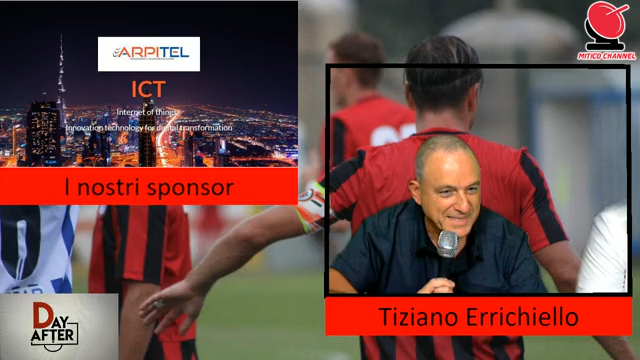 ARPITEL
ICT
Internet of things
Innovation technology for digital transformation
I nostri sponsor
MITICO CHANNEL
Tiziano Errichiello
DAY
AFTER